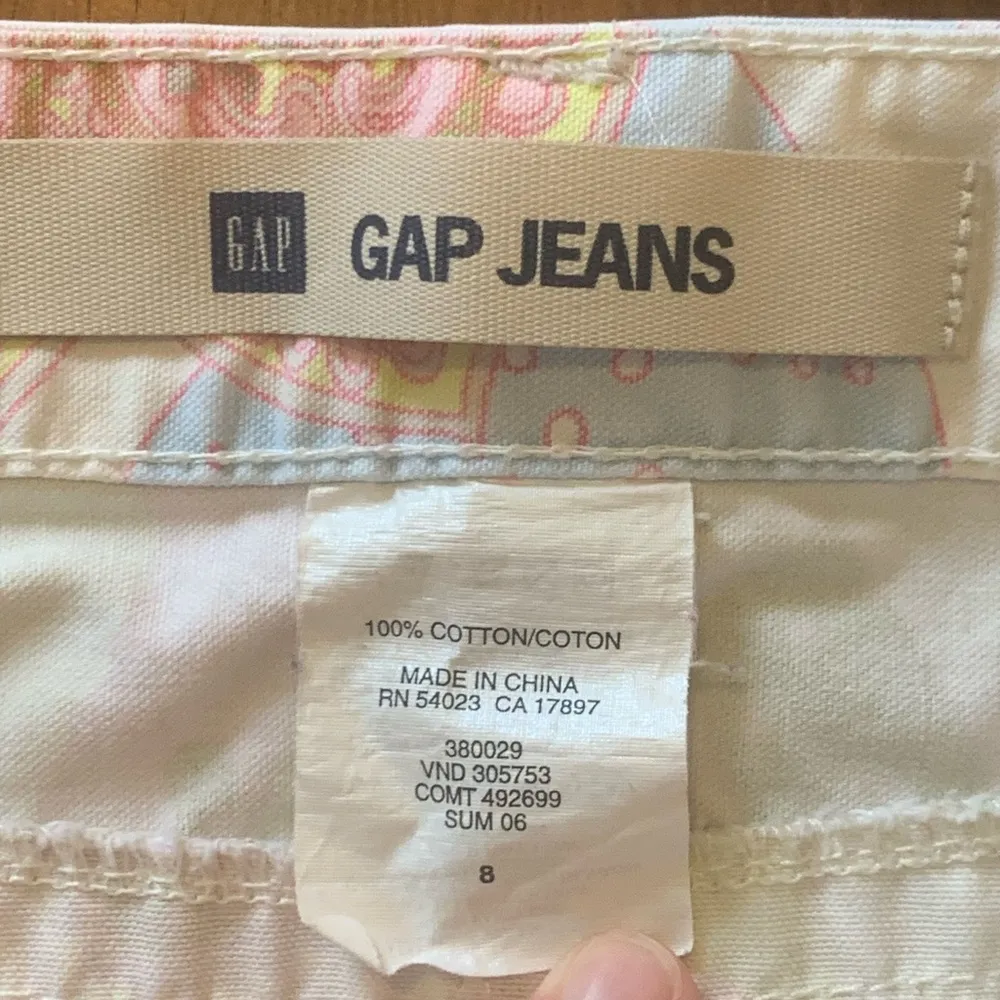 GAP GAP JEANS
100% COTTON/COTON
MADE IN CHINA
RN 54023 CA 17897
380029
VND 305753
COMT 492699
SUM 06
8